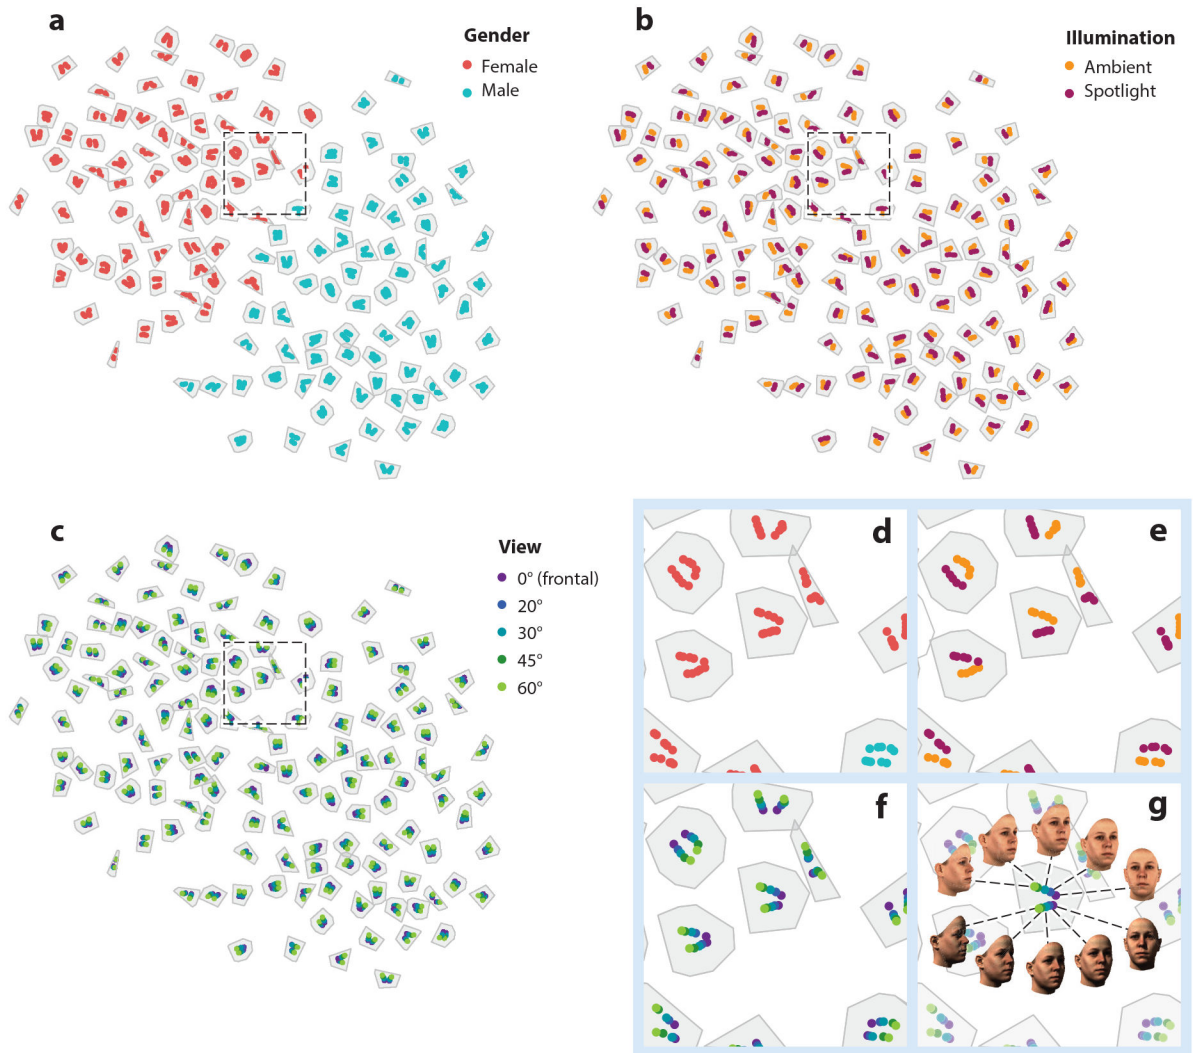 a
Gender
Female
Male
b
Illumination
Ambient
Spotlight
c
View
0° (frontal)
20°
30°
45°
60°
d
e
f
g